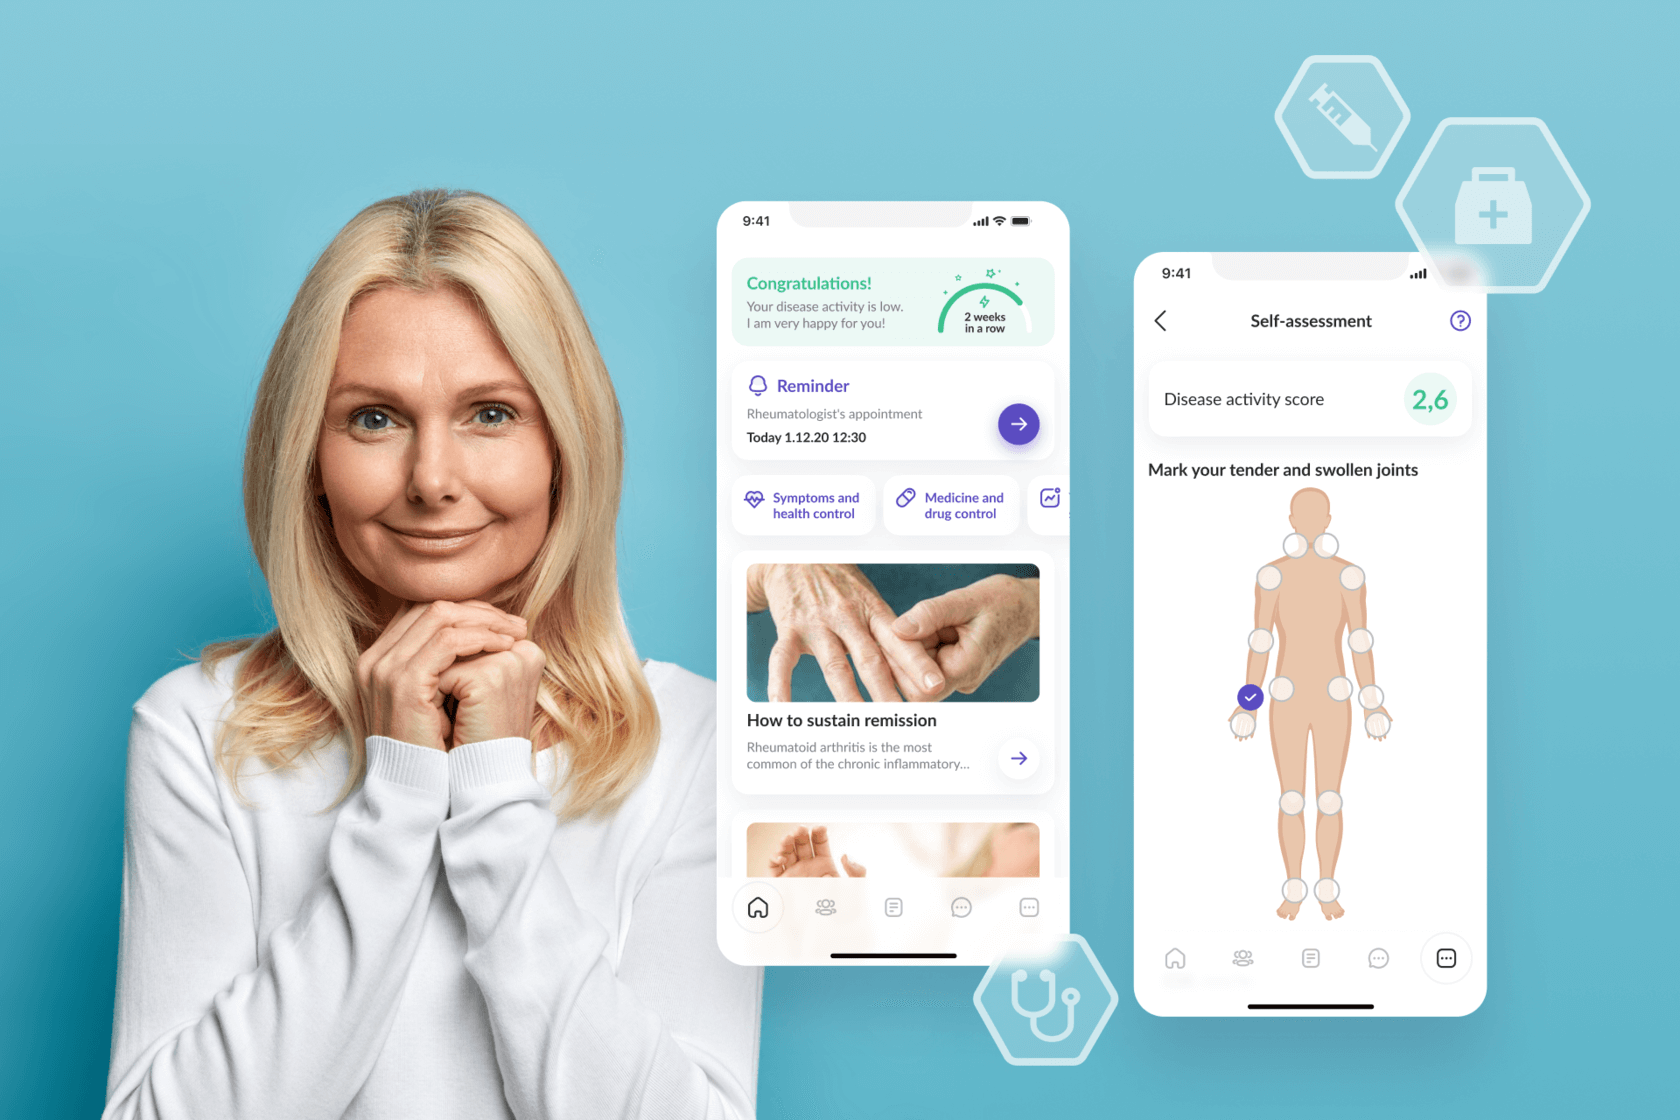 9:41
Congratulations!
Your disease activity is low.
I am very happy for you!
2 weeks
in a row
Reminder
Rheumatologist's appointment
Today 1.12.20 12:30
Symptoms and
health control
Medicine and
drug control
How to sustain remission
Rheumatoid arthritis is the most
common of the chronic inflammatory...
9:41
Self-assessment
?
Disease activity score
2,6
Mark your tender and swollen joints